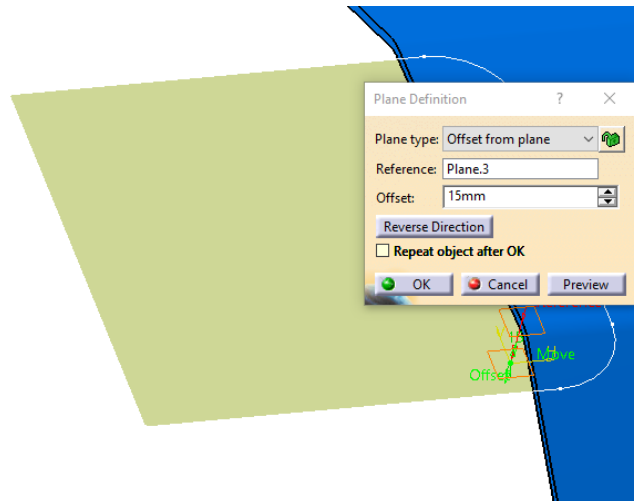 Plane Definition ? ×
Plane type: Offset from plane
Reference: Plane.3
Offset: 15mm
Reverse Direction
Repeat object after OK
OK Cancel Preview
Move
Offset